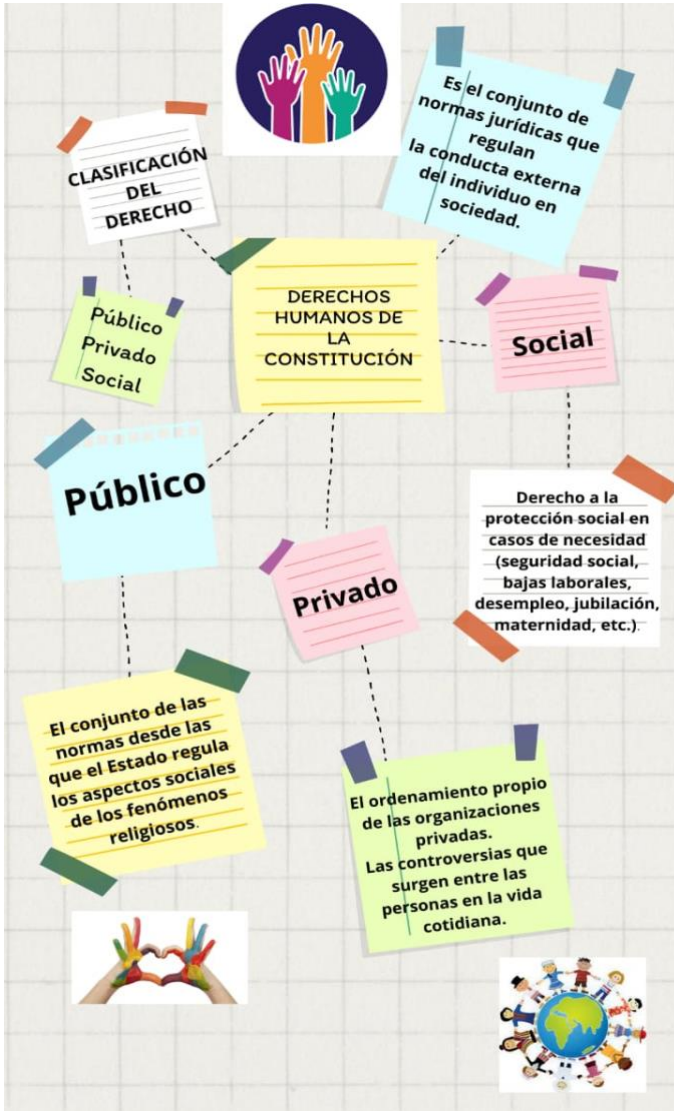 Es el conjunto de
normas jurídicas que
regulan
la conducta externa
del individuo en
sociedad.
CLASIFICACIÓN
DEL
DERECHO
DERECHOS
HUMANOS DE
LA
CONSTITUCIÓN
Público
Privado
Social
Social
Público
Derecho a la
protección social en
casos de necesidad
(seguridad social,
bajas laborales,
desempleo, jubilación,
maternidad, etc.).
Privado
El conjunto de las
normas desde las
que el Estado regula
los aspectos sociales
de los fenómenos
religiosos.
El ordenamiento propio
de las organizaciones
privadas.
Las controversias que
surgen entre las
personas en la vida
cotidiana.